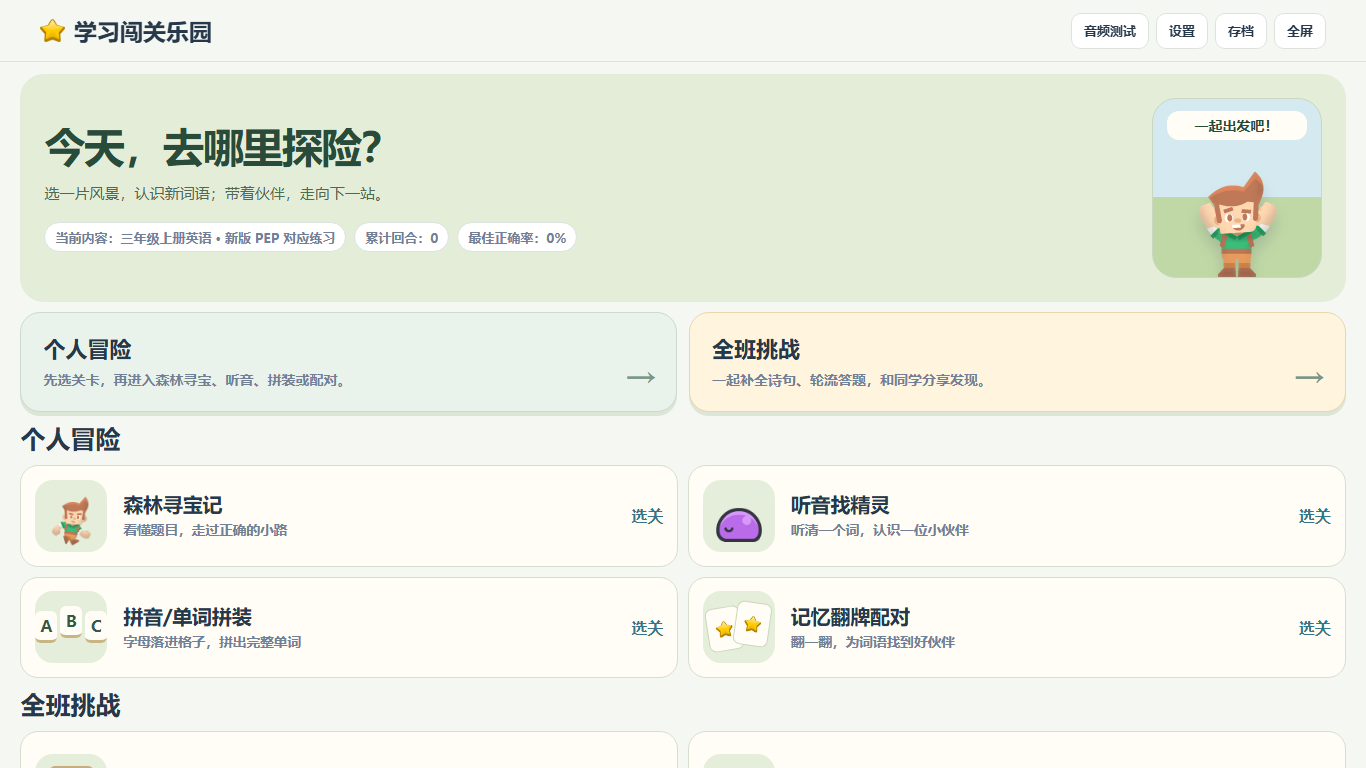 学习闯关乐园
音频测试
设置
存档
全屏
今天，去哪里探险？
选一片风景，认识新词语；带着伙伴，走向下一站。
当前内容：三年级上册英语 • 新版 PEP 对应练习
累计回合：0
最佳正确率：0%
一起出发吧！
个人冒险
先选关卡，再进入森林寻宝、听音、拼装或配对。
→
全班挑战
一起补全诗句、轮流答题，和同学分享发现。
→
个人冒险
森林寻宝记
看懂题目，走过正确的小路
选关
听音找精灵
听清一个词，认识一位小伙伴
选关
A B C
拼音/单词拼装
字母落进格子，拼出完整单词
选关
记忆翻牌配对
翻一翻，为词语找到好伙伴
选关
全班挑战